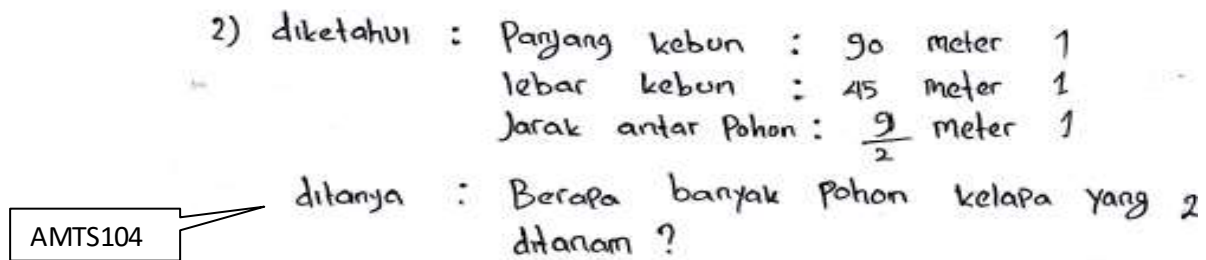 2) diketahui : Panjang kebun : 90 meter 1
lebar kebun : 45 meter 1
Jarak antar Pohon : 9/2 meter 1
ditanya : Berapa banyak Pohon kelapa yang 2
ditanam ?
AMTS104